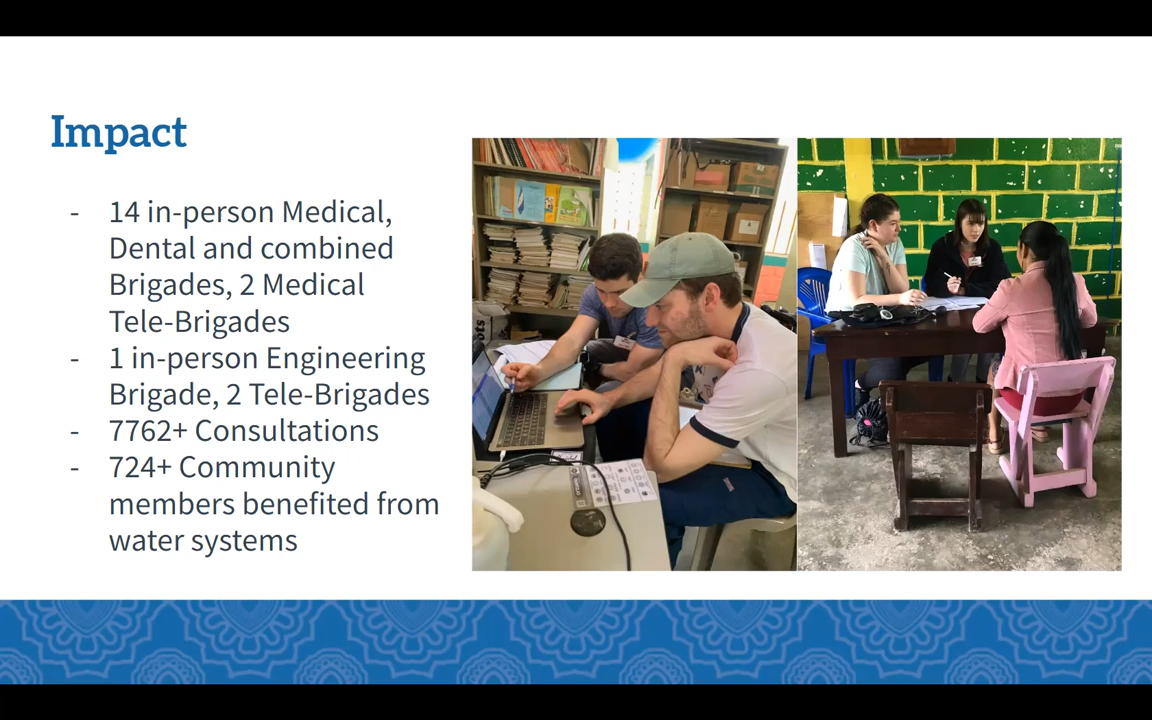 Impact
- 14 in-person Medical,
Dental and combined
Brigades, 2 Medical
Tele-Brigades
- 1 in-person Engineering
Brigade, 2 Tele-Brigades
- 7762+ Consultations
- 724+ Community
members benefited from
water systems